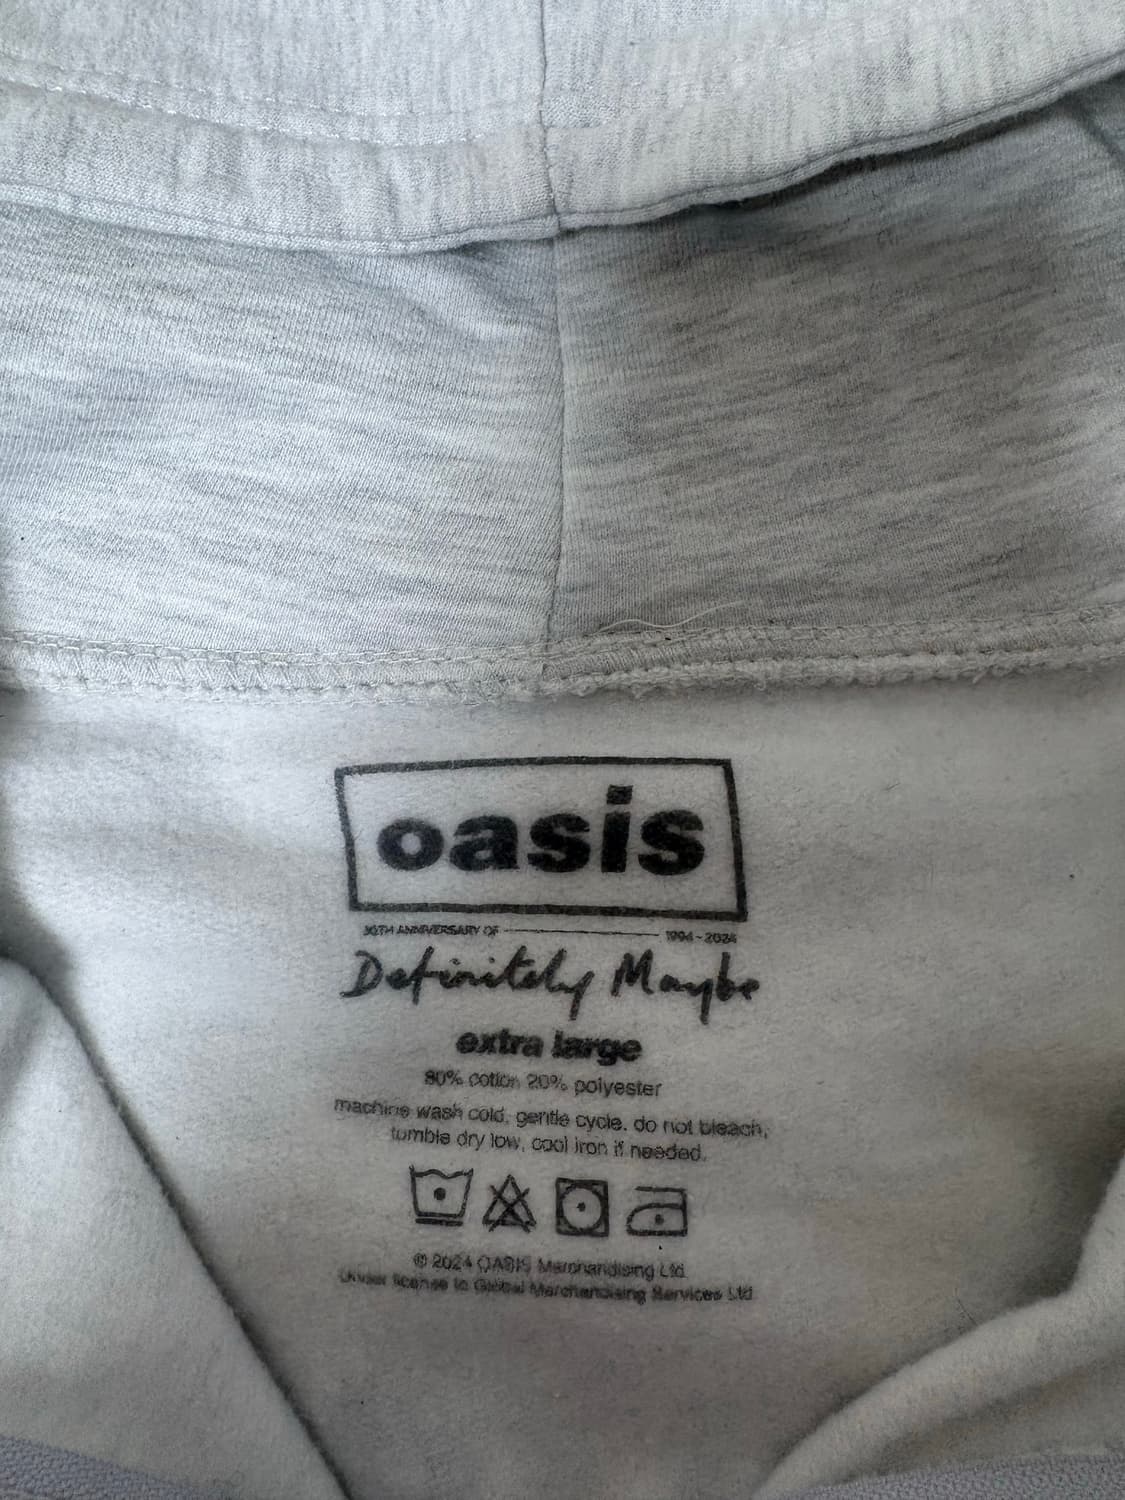 oasis
30TH ANNIVERSARY OF 1994 - 2024
Definitely Maybe
extra large
80% cotton 20% polyester
machine wash cold, gentle cycle. do not bleach,
tumble dry low, cool iron if needed.
© 2024 OASIS Merchandising Ltd.
Under license to Global Merchandising Services Ltd